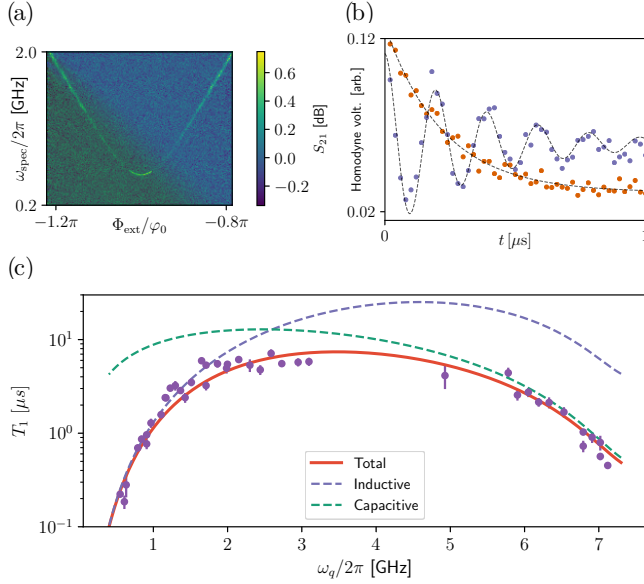 (a)
2.0
ω_spec/2π [GHz]
0.2
−1.2π
Φ_ext/φ_0
−0.8π
0.6
0.4
0.2
0.0
−0.2
S_21 [dB]
(b)
0.12
Homodyne volt. [arb.]
0.02
t [μs]
1
(c)
10^1
10^0
10^−1
T_1 [μs]
Total
Inductive
Capacitive
1 2 3 4 5 6 7
ω_q/2π [GHz]